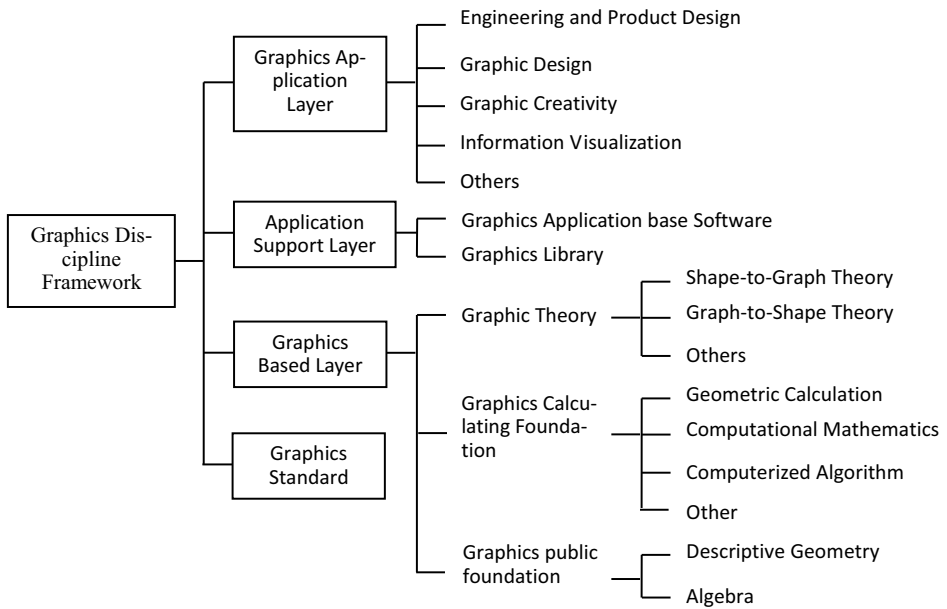 Graphics Dis-
cipline
Framework
Graphics Ap-
plication
Layer
Engineering and Product Design
Graphic Design
Graphic Creativity
Information Visualization
Others
Application
Support Layer
Graphics Application base Software
Graphics Library
Graphics
Based Layer
Graphic Theory
Shape-to-Graph Theory
Graph-to-Shape Theory
Others
Graphics Calcu-
lating Founda-
tion
Geometric Calculation
Computational Mathematics
Computerized Algorithm
Other
Graphics public
foundation
Descriptive Geometry
Algebra
Graphics
Standard